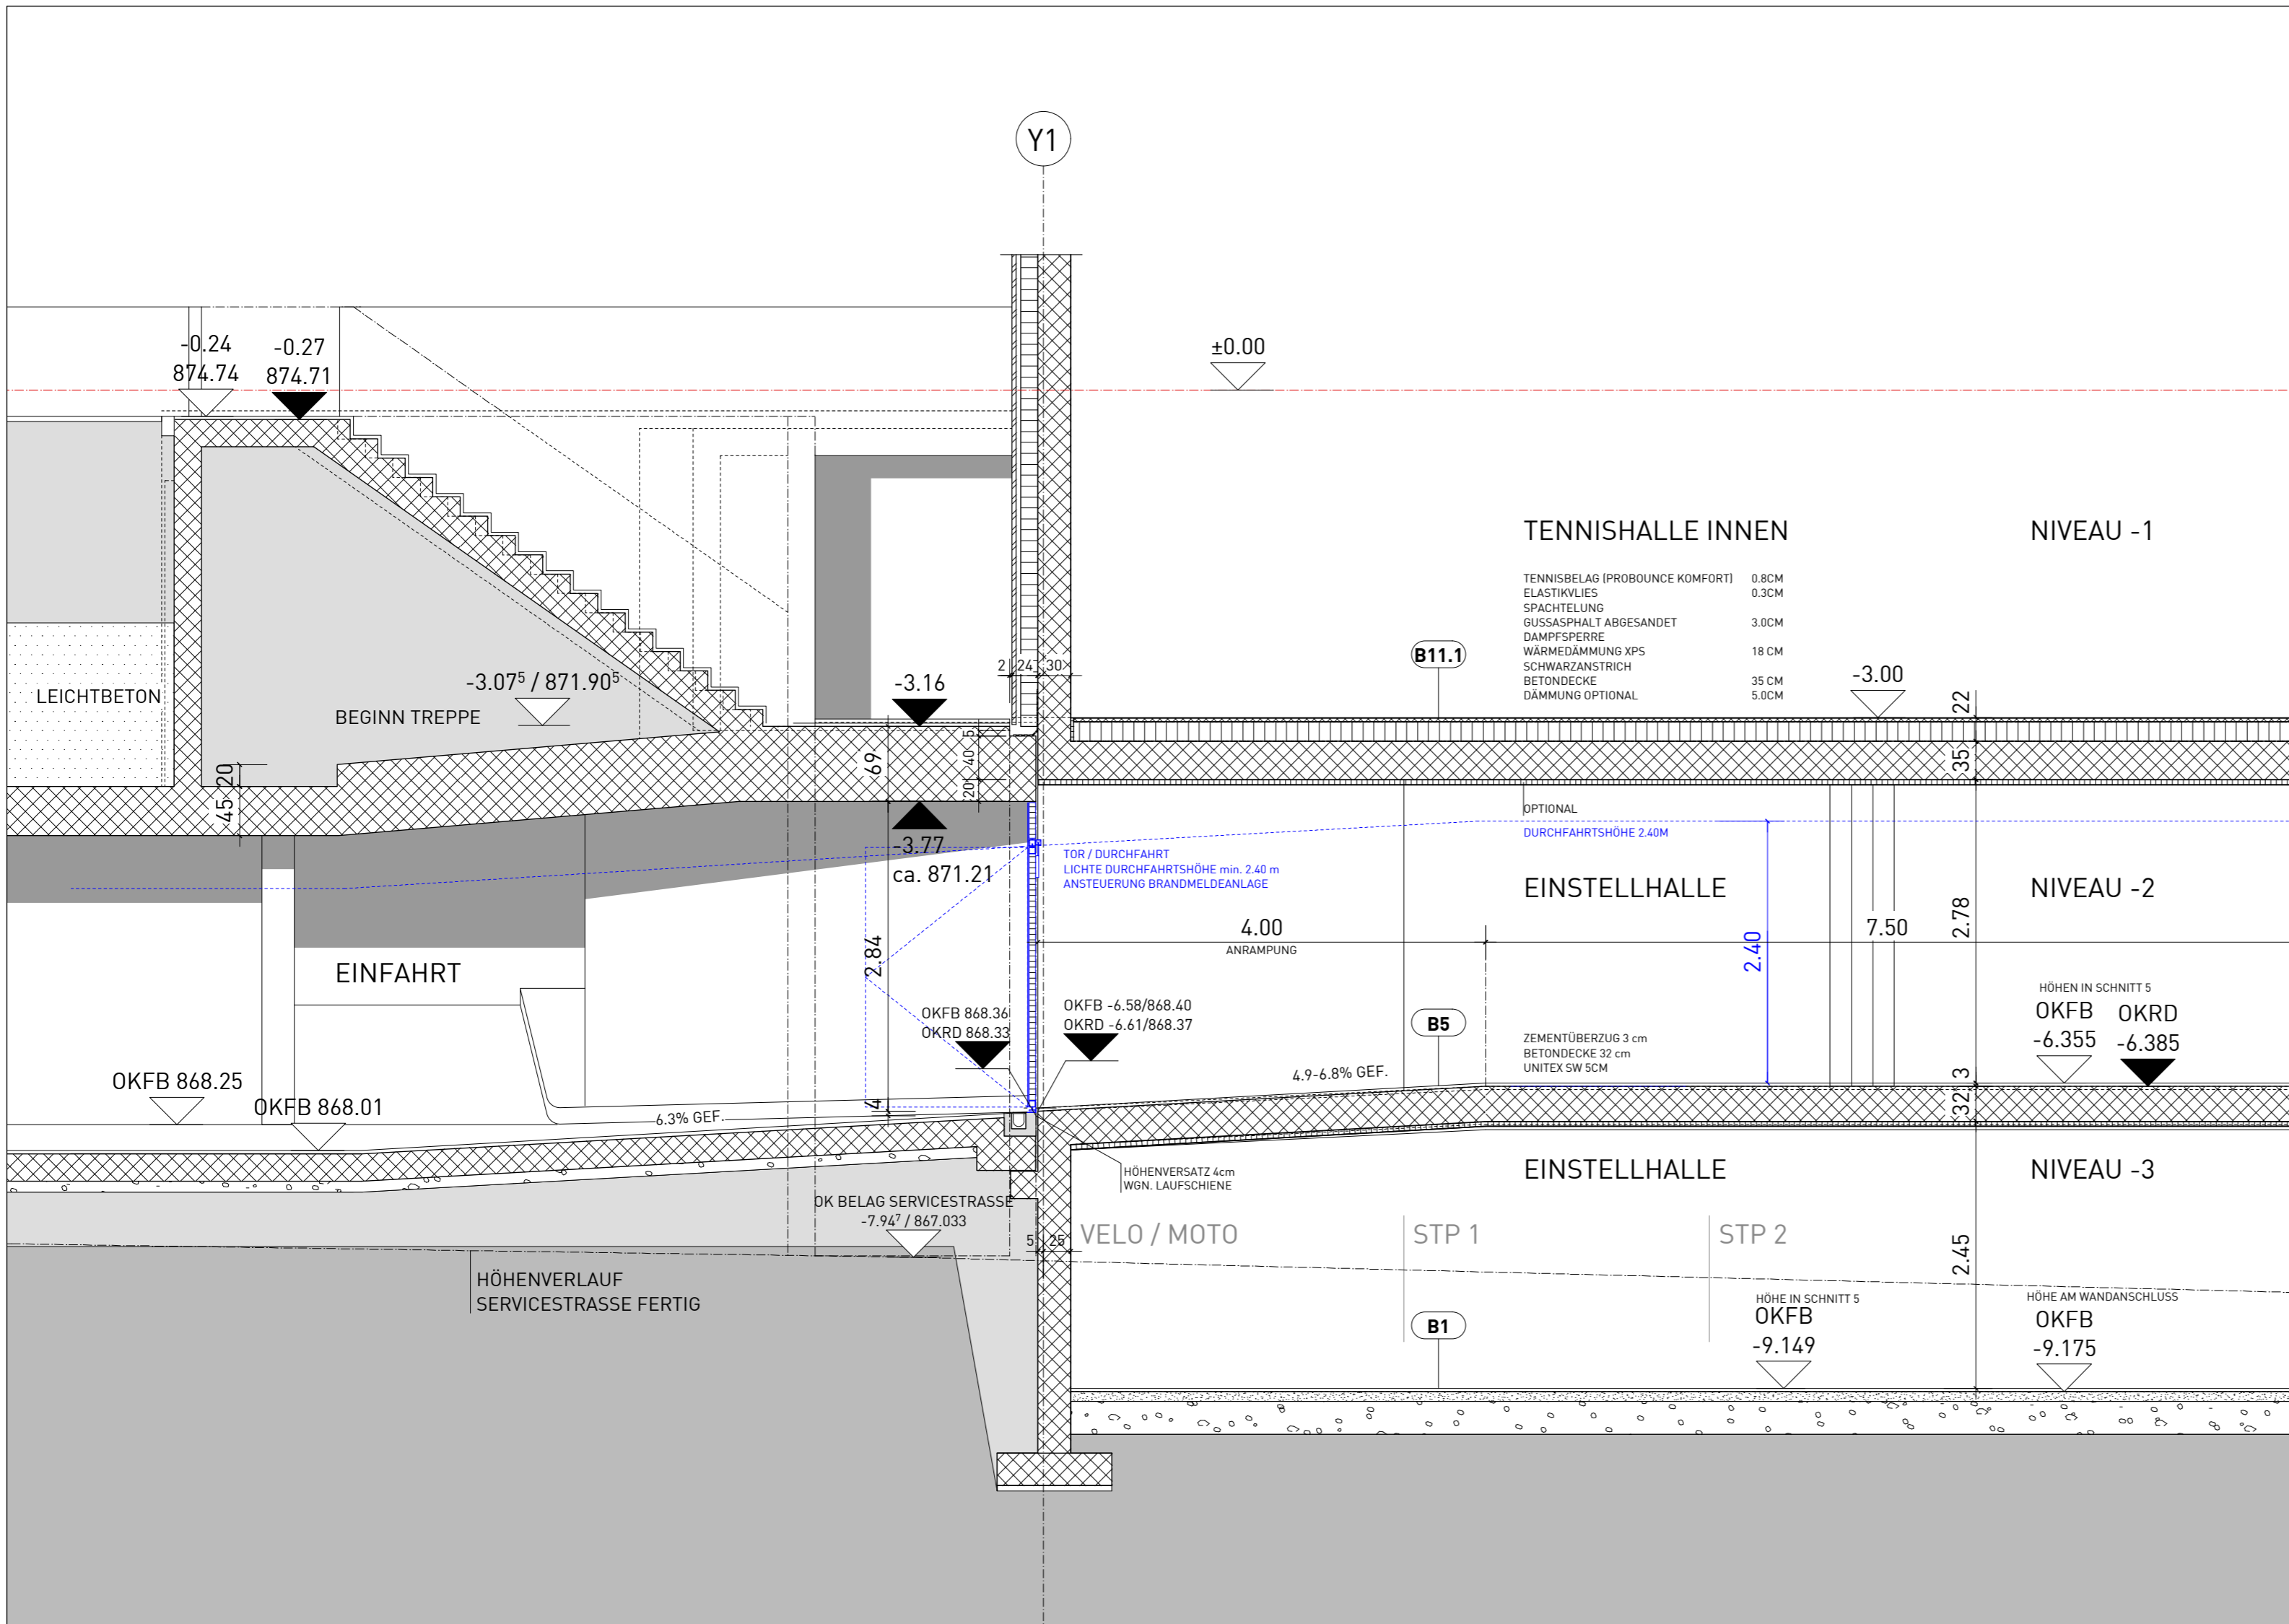 Y1
±0.00
-0.24
874.74
-0.27
874.71
TENNISHALLE INNEN
NIVEAU -1
TENNISBELAG (PROBOUNCE KOMFORT) 0.8CM
ELASTIKVLIES 0.3CM
SPACHTELUNG
GUSSASPHALT ABGESANDET 3.0CM
DAMPFSPERRE
WÄRMEDÄMMUNG XPS 18 CM
SCHWARZANSTRICH
BETONDECKE 35 CM
DÄMMUNG OPTIONAL 5.0CM
B11.1
-3.00
22
35
2 24 30
LEICHTBETON
-3.07⁵ / 871.90⁵
BEGINN TREPPE
-3.16
20
45
69
5
40
(20)
-3.77
ca. 871.21
OPTIONAL
DURCHFAHRTSHÖHE 2.40M
TOR / DURCHFAHRT
LICHTE DURCHFAHRTSHÖHE min. 2.40 m
ANSTEUERUNG BRANDMELDEANLAGE
EINSTELLHALLE
NIVEAU -2
4.00
ANRAMPUNG
7.50
2.78
2.40
2.84
EINFAHRT
OKFB 868.36
OKRD 868.33
OKFB -6.58/868.40
OKRD -6.61/868.37
B5
ZEMENTÜBERZUG 3 cm
BETONDECKE 32 cm
UNITEX SW 5CM
HÖHEN IN SCHNITT 5
OKFB
-6.355
OKRD
-6.385
4.9-6.8% GEF.
OKFB 868.25
OKFB 868.01
6.3% GEF.
4
3
32
HÖHENVERSATZ 4cm
WGN. LAUFSCHIENE
EINSTELLHALLE
NIVEAU -3
OK BELAG SERVICESTRASSE
-7.94⁷ / 867.033
5 25
VELO / MOTO
STP 1
STP 2
2.45
HÖHENVERLAUF
SERVICESTRASSE FERTIG
B1
HÖHE IN SCHNITT 5
OKFB
-9.149
HÖHE AM WANDANSCHLUSS
OKFB
-9.175